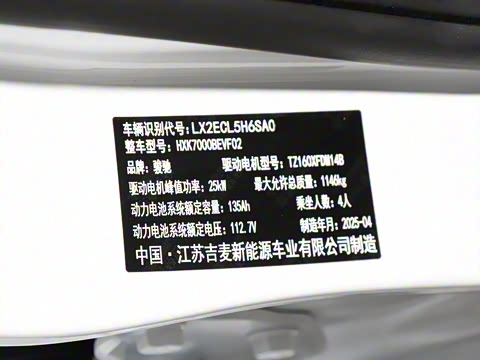 车辆识别代号: LX2ECL5H6SA0
整车型号: HXK7000BEVF02
品牌: 骏驰 驱动电机型号: TZ160XFDM14B
驱动电机峰值功率: 25kW 最大允许总质量: 1146kg
动力电池系统额定容量: 135Ah 乘坐人数: 4人
动力电池系统额定电压: 112.7V 制造年月: 2025-04
中国·江苏吉麦新能源车业有限公司制造